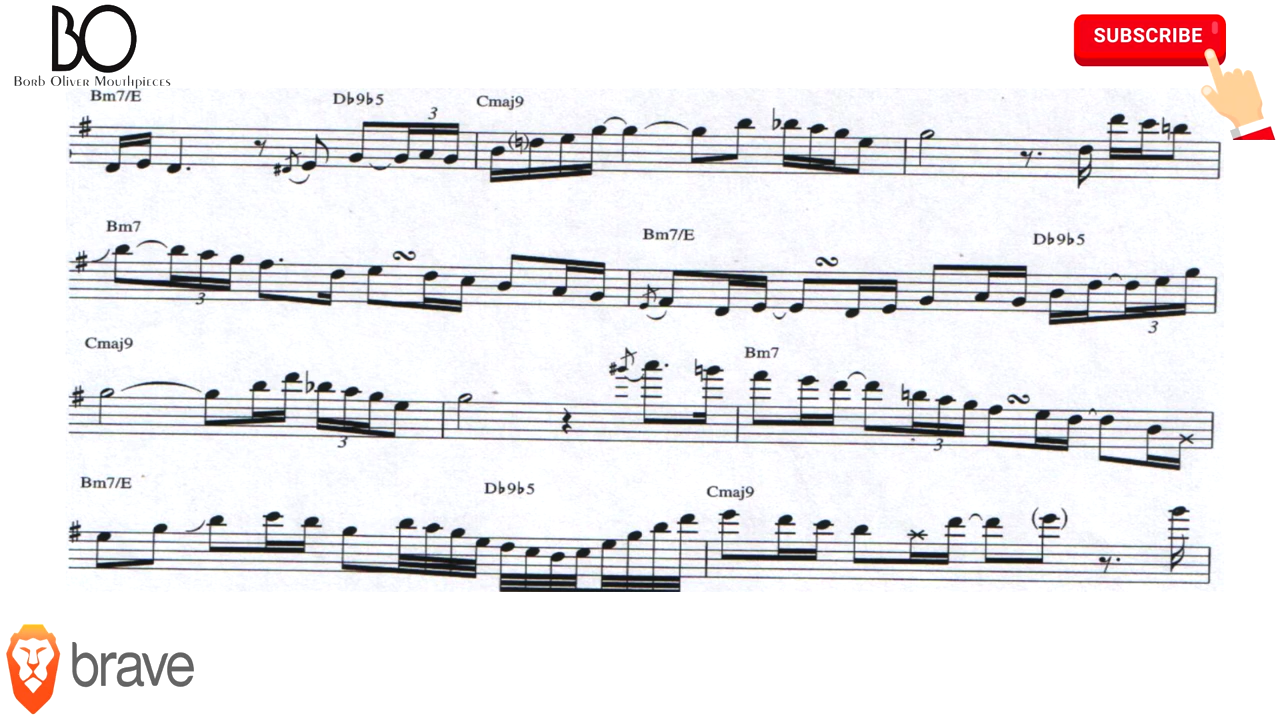 BO
Borb Oliver Mouthpieces
SUBSCRIBE
Bm7/E Db9b5 Cmaj9
3
Bm7 Bm7/E Db9b5
3 3
Cmaj9 Bm7
3 3
Bm7/E Db9b5 Cmaj9
brave